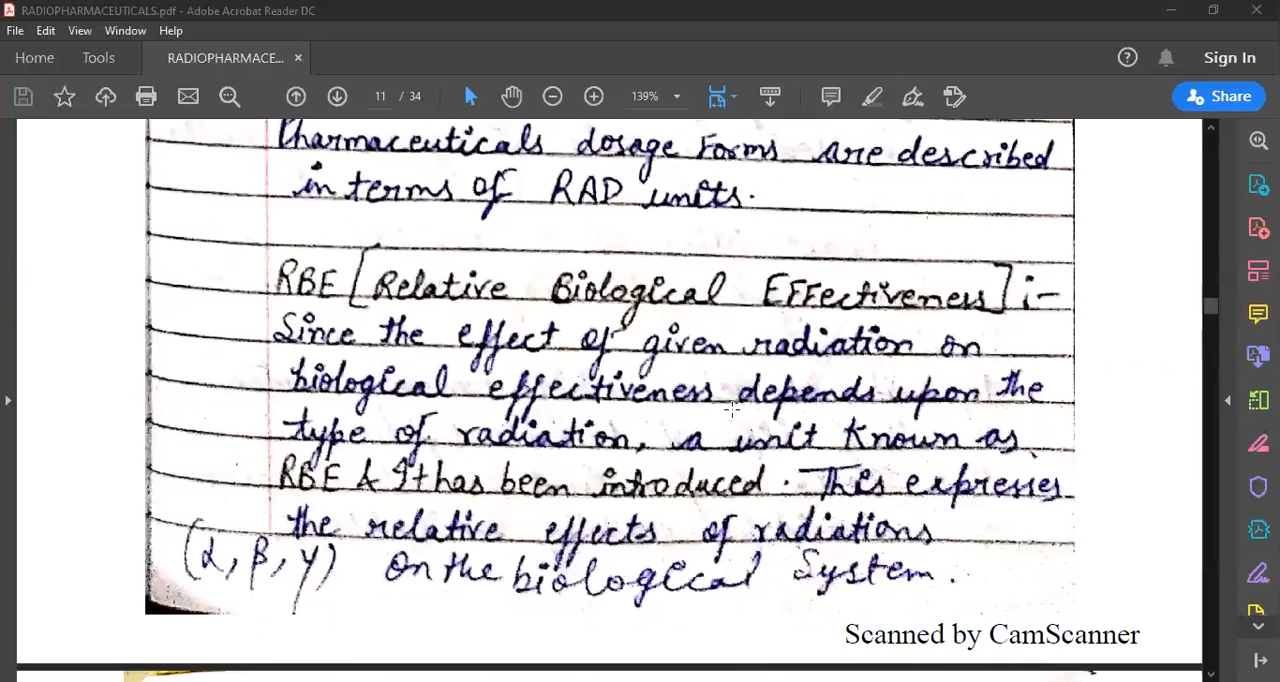 RADIOPHARMACEUTICALS.pdf - Adobe Acrobat Reader DC
File Edit View Window Help
Home Tools RADIOPHARMACE... × Sign In
11 / 34 139% Share
Pharmaceuticals dosage Forms are described
in terms of RAD units.
RBE [Relative Biological Effectiveness] :-
Since the effect of given radiation on
biological effectiveness depends upon the
type of radiation, a unit known as
RBE & It has been introduced. This expresses
the relative effects of radiations
(α, β, γ) on the biological System.
Scanned by CamScanner